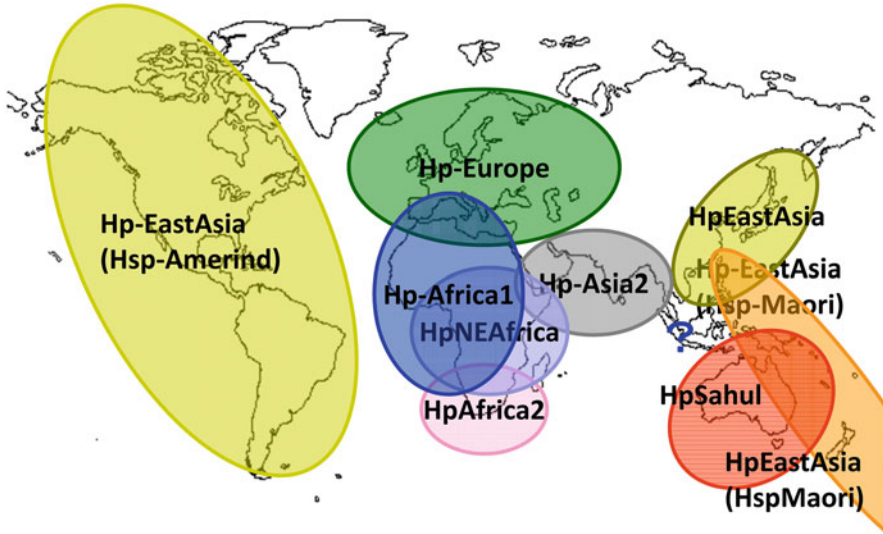 Hp-Europe
Hp-EastAsia
(Hsp-Amerind)
HpEastAsia
Hp-EastAsia
(Hsp-Maori)
Hp-Asia2
Hp-Africa1
HpNEAfrica
?
HpAfrica2
HpSahul
HpEastAsia
(HspMaori)